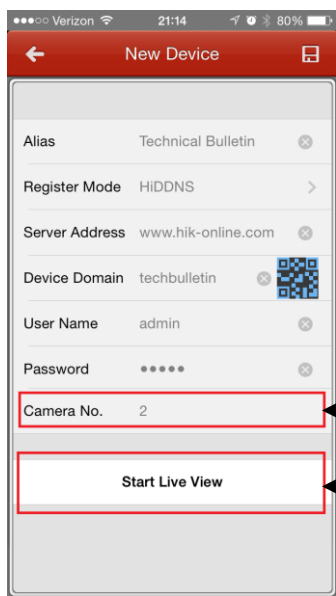 ●●●○○ Verizon 21:14 80%
New Device
Alias Technical Bulletin
Register Mode HiDDNS
Server Address www.hik-online.com
Device Domain techbulletin
User Name admin
Password ●●●●●
Camera No. 2
Start Live View